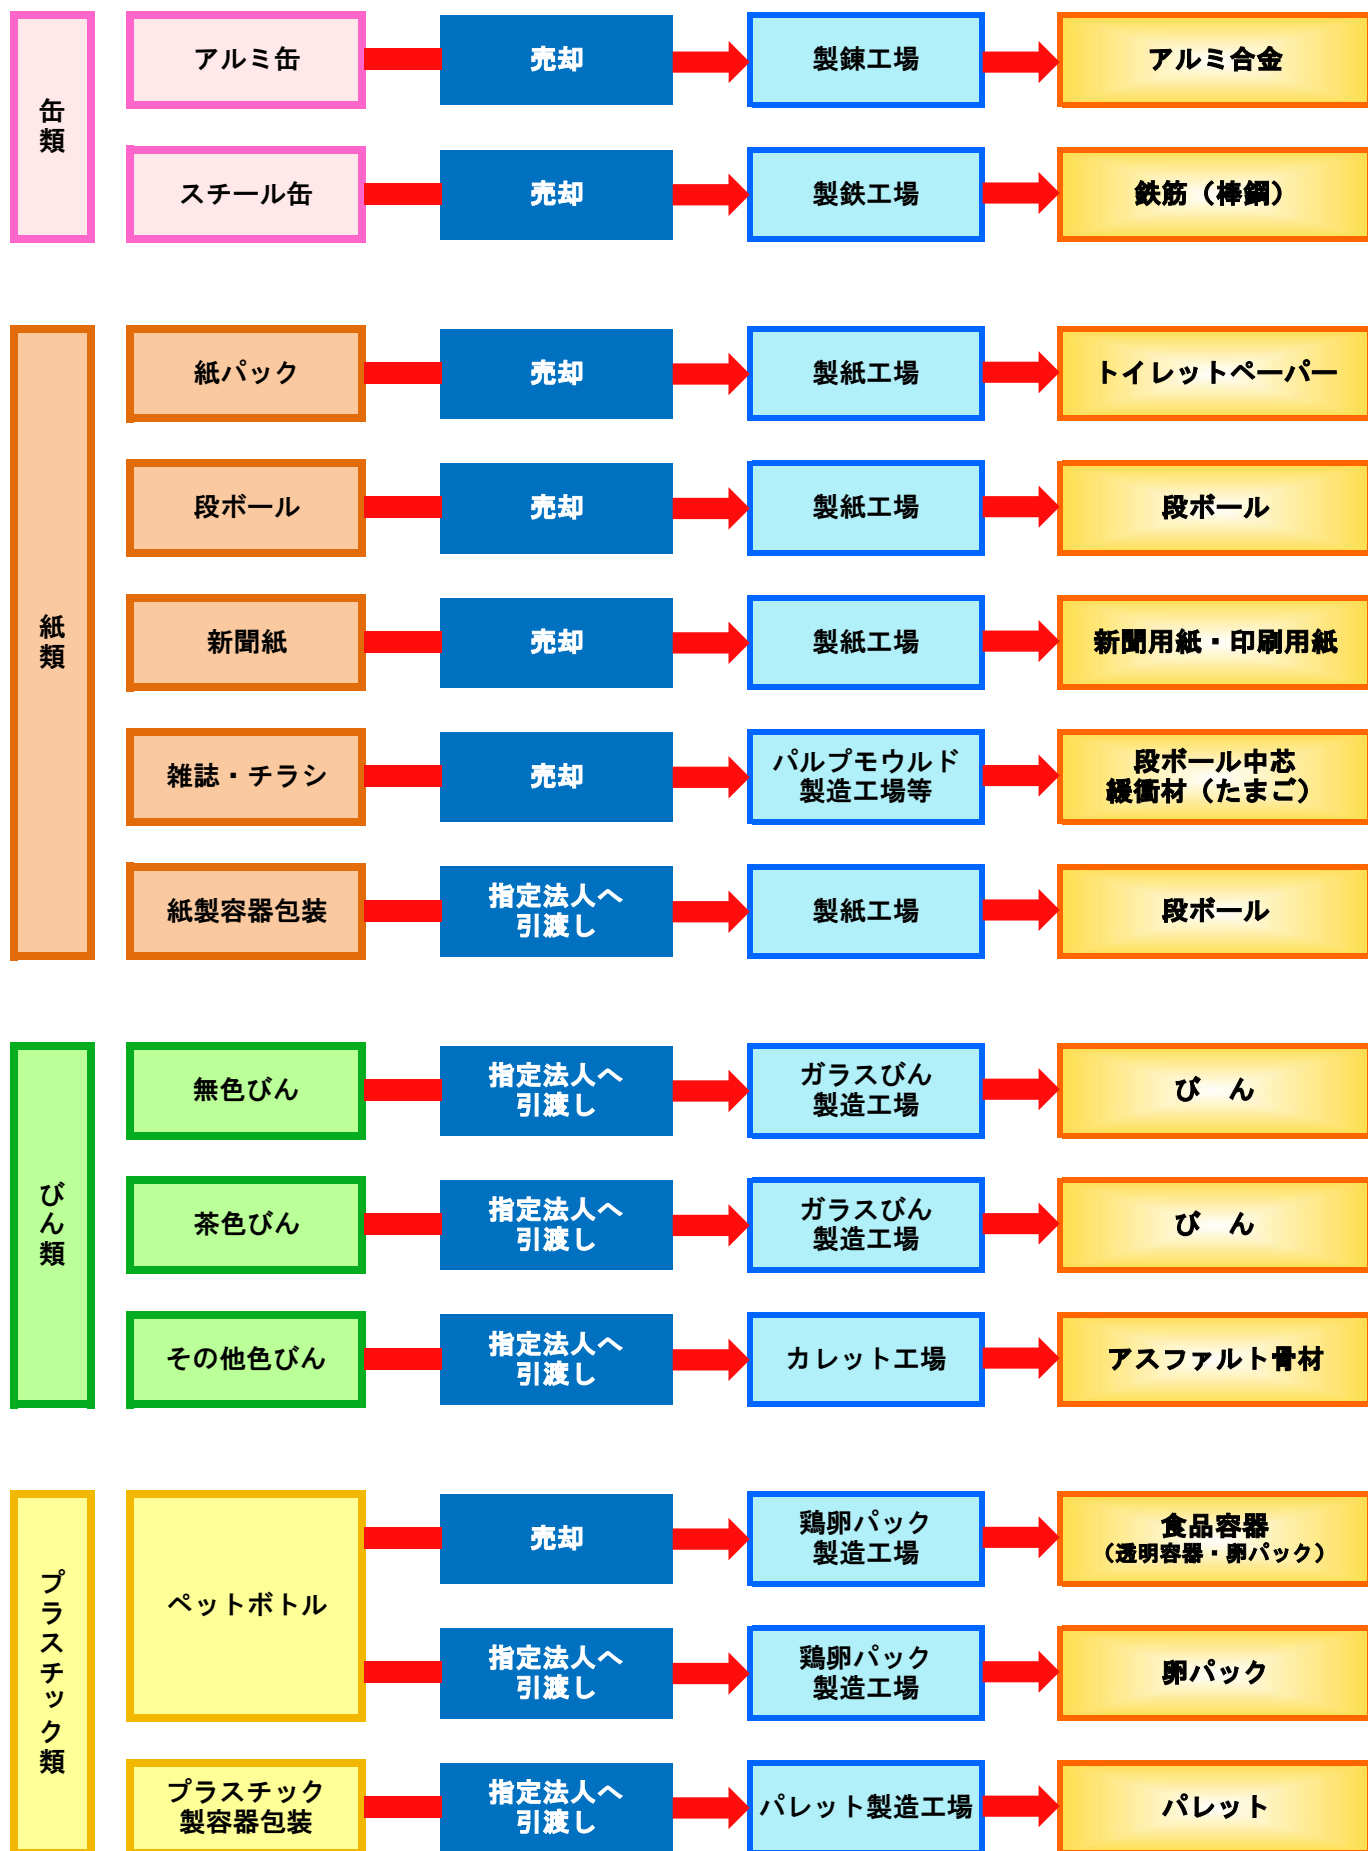 缶類
アルミ缶
売却
製錬工場
アルミ合金
スチール缶
売却
製鉄工場
鉄筋（棒鋼）
紙類
紙パック
売却
製紙工場
トイレットペーパー
段ボール
売却
製紙工場
段ボール
新聞紙
売却
製紙工場
新聞用紙・印刷用紙
雑誌・チラシ
売却
パルプモウルド
製造工場等
段ボール中芯
緩衝材（たまご）
紙製容器包装
指定法人へ
引渡し
製紙工場
段ボール
びん類
無色びん
指定法人へ
引渡し
ガラスびん
製造工場
び　ん
茶色びん
指定法人へ
引渡し
ガラスびん
製造工場
び　ん
その他色びん
指定法人へ
引渡し
カレット工場
アスファルト骨材
プラスチック類
ペットボトル
売却
鶏卵パック
製造工場
食品容器
（透明容器・卵パック）
指定法人へ
引渡し
鶏卵パック
製造工場
卵パック
プラスチック
製容器包装
指定法人へ
引渡し
パレット製造工場
パレット